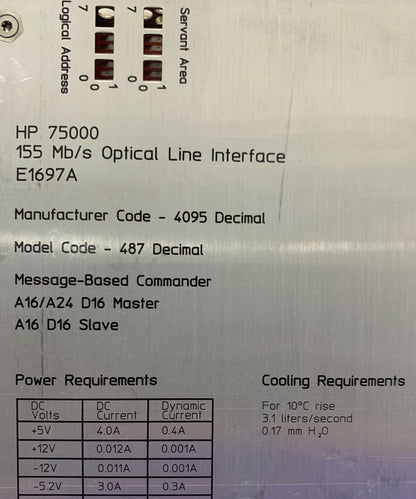 Servant Area
7 0
1
0
Logical Address
7 0
1
0
HP 75000
155 Mb/s Optical Line Interface
E1697A
Manufacturer Code - 4095 Decimal
Model Code - 487 Decimal
Message-Based Commander
A16/A24 D16 Master
A16 D16 Slave
Power Requirements
DC Volts DC Current Dynamic Current
+5V 4.0A 0.4A
+12V 0.012A 0.001A
-12V 0.011A 0.001A
-5.2V 3.0A 0.3A
Cooling Requirements
For 10°C rise
3.1 liters/second
0.17 mm H₂O